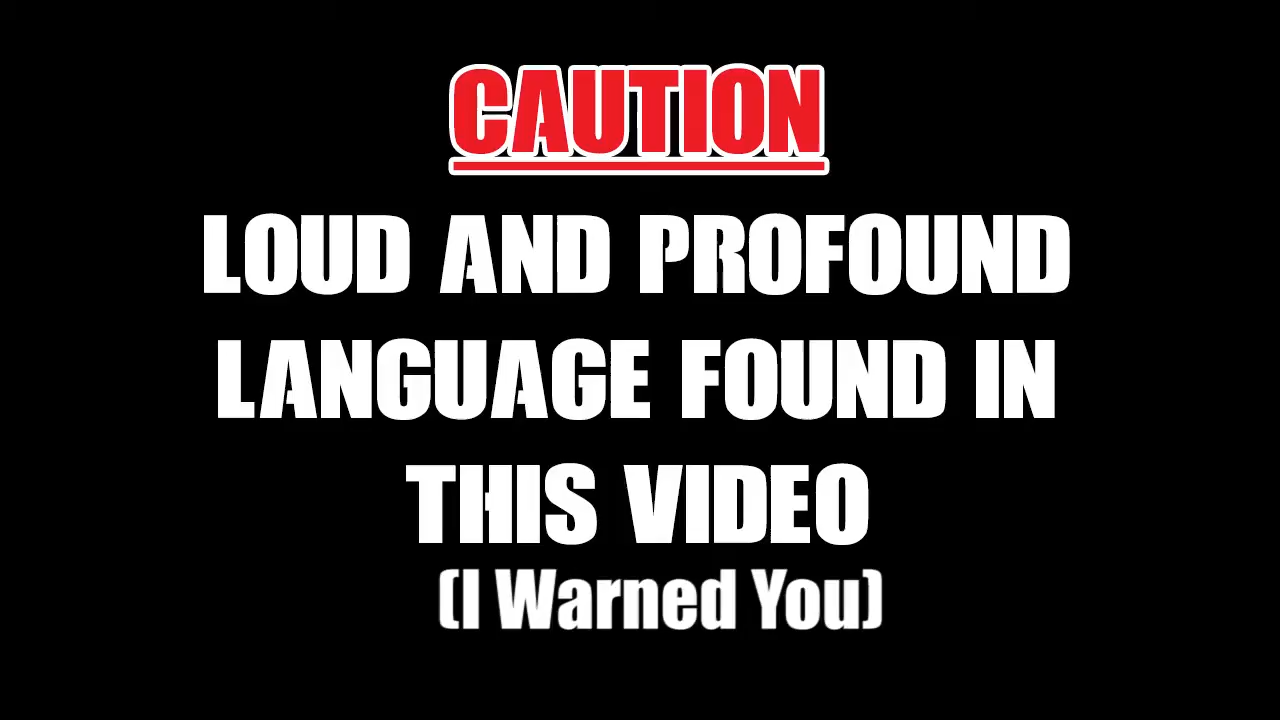 CAUTION
LOUD AND PROFOUND
LANGUAGE FOUND IN
THIS VIDEO
(I Warned You)